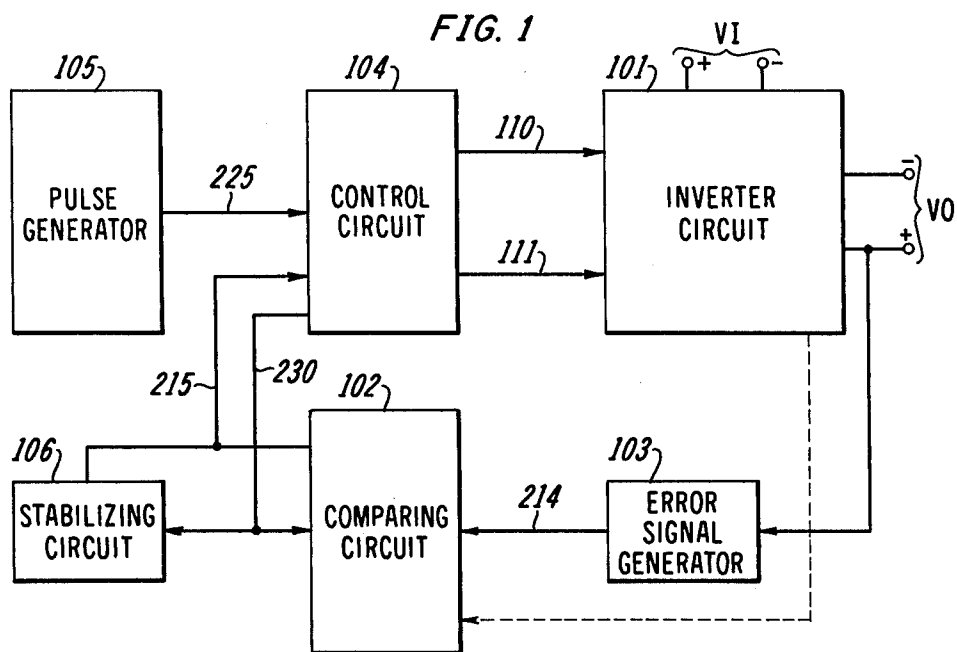 FIG. 1
VI
105
104
101
+
-
110
PULSE
GENERATOR
225
CONTROL
CIRCUIT
INVERTER
CIRCUIT
-
+
VO
111
215
230
102
106
103
STABILIZING
CIRCUIT
COMPARING
CIRCUIT
214
ERROR
SIGNAL
GENERATOR